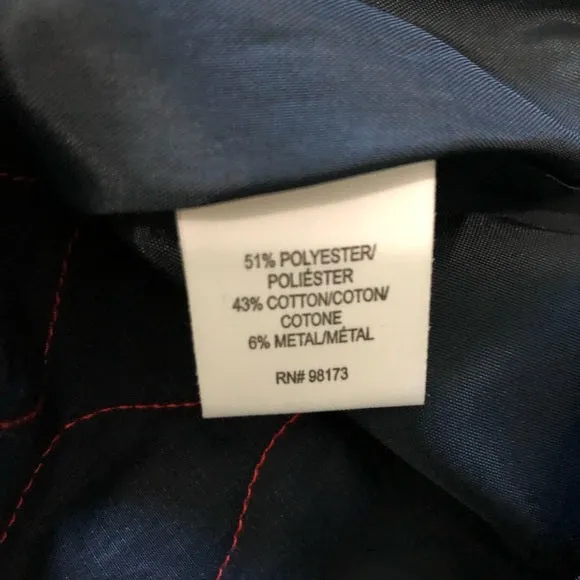 51% POLYESTER/
POLIÉSTER
43% COTTON/COTON/
COTONE
6% METAL/MÉTAL
RN# 98173